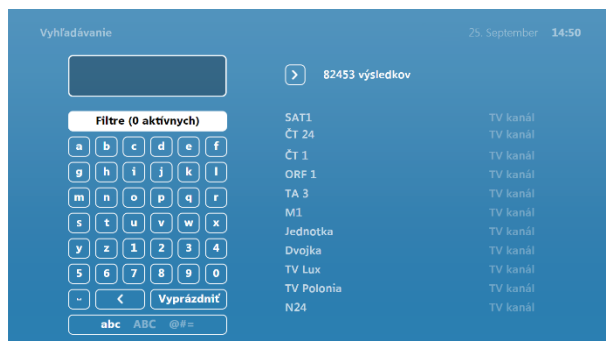 Vyhľadávanie 25. September 14:50
82453 výsledkov
Filtre (0 aktívnych)
a b c d e f
g h i j k l
m n o p q r
s t u v w x
y z 1 2 3 4
5 6 7 8 9 0
Vyprázdniť
abc ABC @#=
SAT1 TV kanál
ČT 24 TV kanál
ČT 1 TV kanál
ORF 1 TV kanál
TA 3 TV kanál
M1 TV kanál
Jednotka TV kanál
Dvojka TV kanál
TV Lux TV kanál
TV Polonia TV kanál
N24 TV kanál